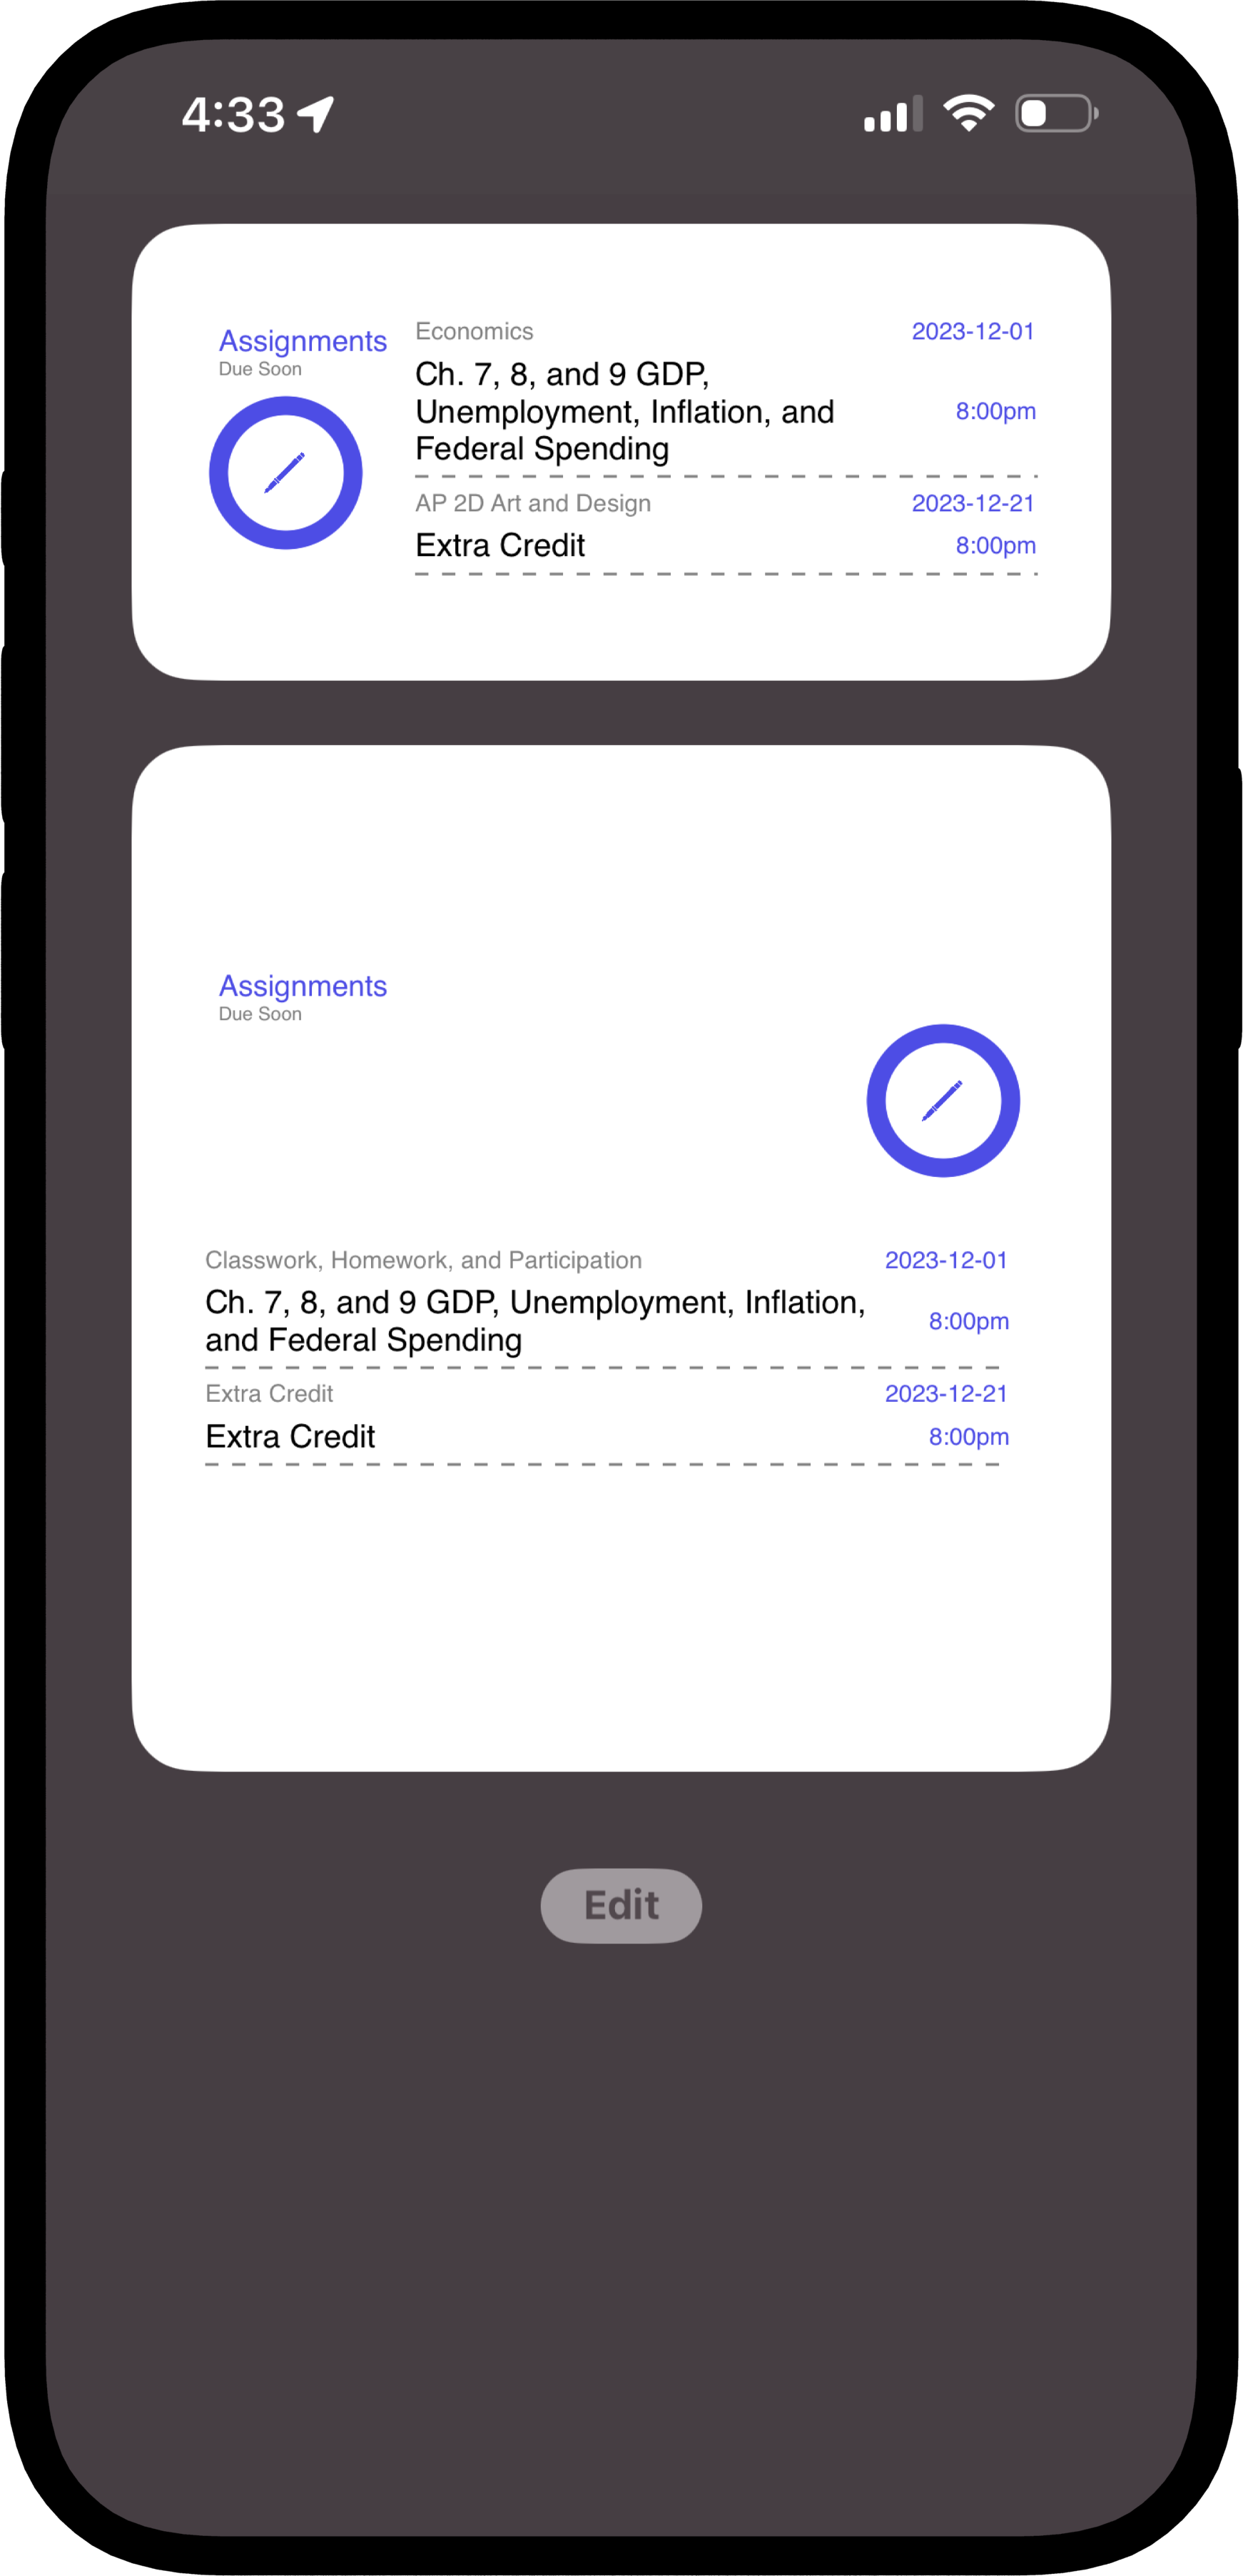 4:33
Assignments
Due Soon
Economics 2023-12-01
Ch. 7, 8, and 9 GDP,
Unemployment, Inflation, and 8:00pm
Federal Spending
AP 2D Art and Design 2023-12-21
Extra Credit 8:00pm
Assignments
Due Soon
Classwork, Homework, and Participation 2023-12-01
Ch. 7, 8, and 9 GDP, Unemployment, Inflation,
and Federal Spending 8:00pm
Extra Credit 2023-12-21
Extra Credit 8:00pm
Edit